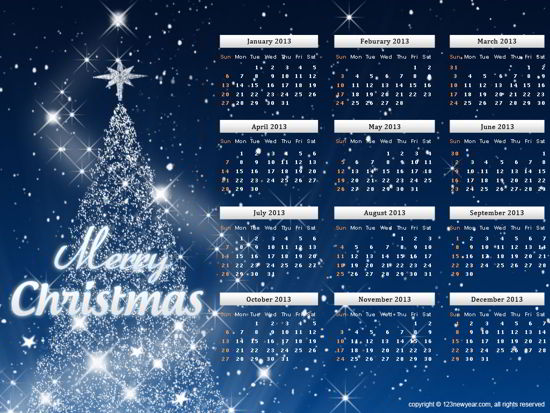 Merry
Christmas
January 2013
Sun Mon Tue Wed Thu Fri Sat
1 2 3 4 5
6 7 8 9 10 11 12
13 14 15 16 17 18 19
20 21 22 23 24 25 26
27 28 29 30 31
Feburary 2013
Sun Mon Tue Wed Thu Fri Sat
1 2
3 4 5 6 7 8 9
10 11 12 13 14 15 16
17 18 19 20 21 22 23
24 25 26 27 28
March 2013
Sun Mon Tue Wed Thu Fri Sat
31 1 2
3 4 5 6 7 8 9
10 11 12 13 14 15 16
17 18 19 20 21 22 23
24 25 26 27 28 29 30
April 2013
Sun Mon Tue Wed Thu Fri Sat
1 2 3 4 5 6
7 8 9 10 11 12 13
14 15 16 17 18 19 20
21 22 23 24 25 26 27
28 29 30
May 2013
Sun Mon Tue Wed Thu Fri Sat
1 2 3 4
5 6 7 8 9 10 11
12 13 14 15 16 17 18
19 20 21 22 23 24 25
26 27 28 29 30 31
June 2013
Sun Mon Tue Wed Thu Fri Sat
30 1
2 3 4 5 6 7 8
9 10 11 12 13 14 15
16 17 18 19 20 21 22
23 24 25 26 27 28 29
July 2013
Sun Mon Tue Wed Thu Fri Sat
1 2 3 4 5 6
7 8 9 10 11 12 13
14 15 16 17 18 19 20
21 22 23 24 25 26 27
28 29 30 31
August 2013
Sun Mon Tue Wed Thu Fri Sat
1 2 3
4 5 6 7 8 9 10
11 12 13 14 15 16 17
18 19 20 21 22 23 24
25 26 27 28 29 30 31
September 2013
Sun Mon Tue Wed Thu Fri Sat
1 2 3 4 5 6 7
8 9 10 11 12 13 14
15 16 17 18 19 20 21
22 23 24 25 26 27 28
29 30
October 2013
Sun Mon Tue Wed Thu Fri Sat
1 2 3 4 5
6 7 8 9 10 11 12
13 14 15 16 17 18 19
20 21 22 23 24 25 26
27 28 29 30 31
November 2013
Sun Mon Tue Wed Thu Fri Sat
1 2
3 4 5 6 7 8 9
10 11 12 13 14 15 16
17 18 19 20 21 22 23
24 25 26 27 28 29 30
December 2013
Sun Mon Tue Wed Thu Fri Sat
1 2 3 4 5 6 7
8 9 10 11 12 13 14
15 16 17 18 19 20 21
22 23 24 25 26 27 28
29 30 31
copyright © 123newyear.com, all rights reserved